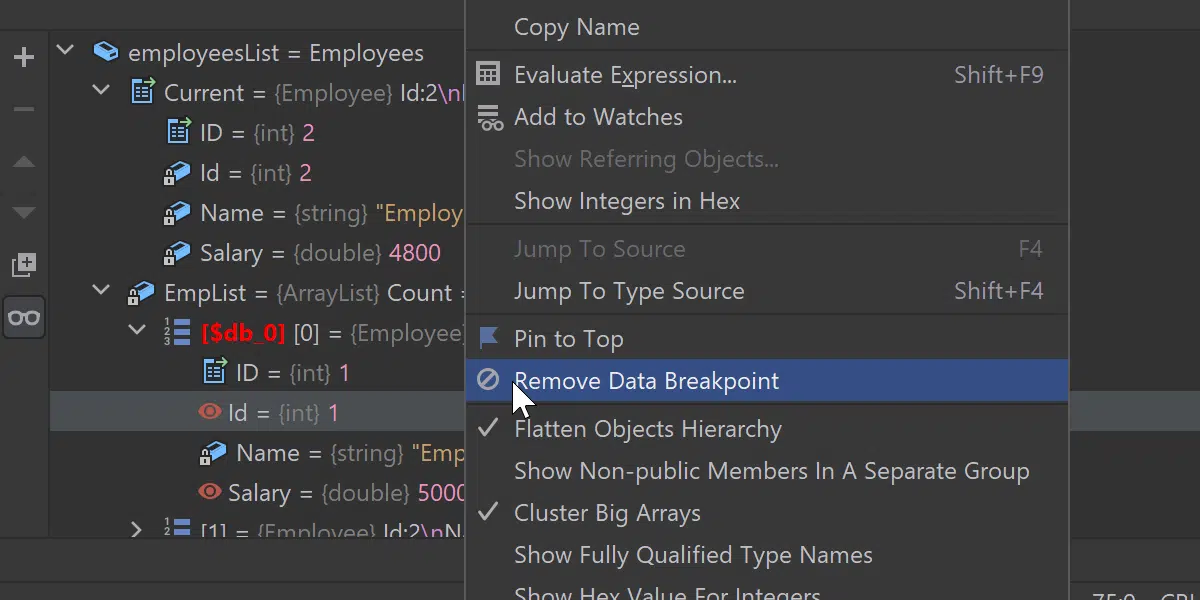 employeesList = Employees
Current = {Employee} Id:2\n
ID = {int} 2
Id = {int} 2
Name = {string} "Employ
Salary = {double} 4800
EmpList = {ArrayList} Count =
[$db_0] [0] = {Employee}
ID = {int} 1
Id = {int} 1
Name = {string} "Emp
Salary = {double} 5000
[1] = {Employee} Id:2\nN
Copy Name
Evaluate Expression... Shift+F9
Add to Watches
Show Referring Objects...
Show Integers in Hex
Jump To Source F4
Jump To Type Source Shift+F4
Pin to Top
Remove Data Breakpoint
Flatten Objects Hierarchy
Show Non-public Members In A Separate Group
Cluster Big Arrays
Show Fully Qualified Type Names
Show Hex Value For Integers